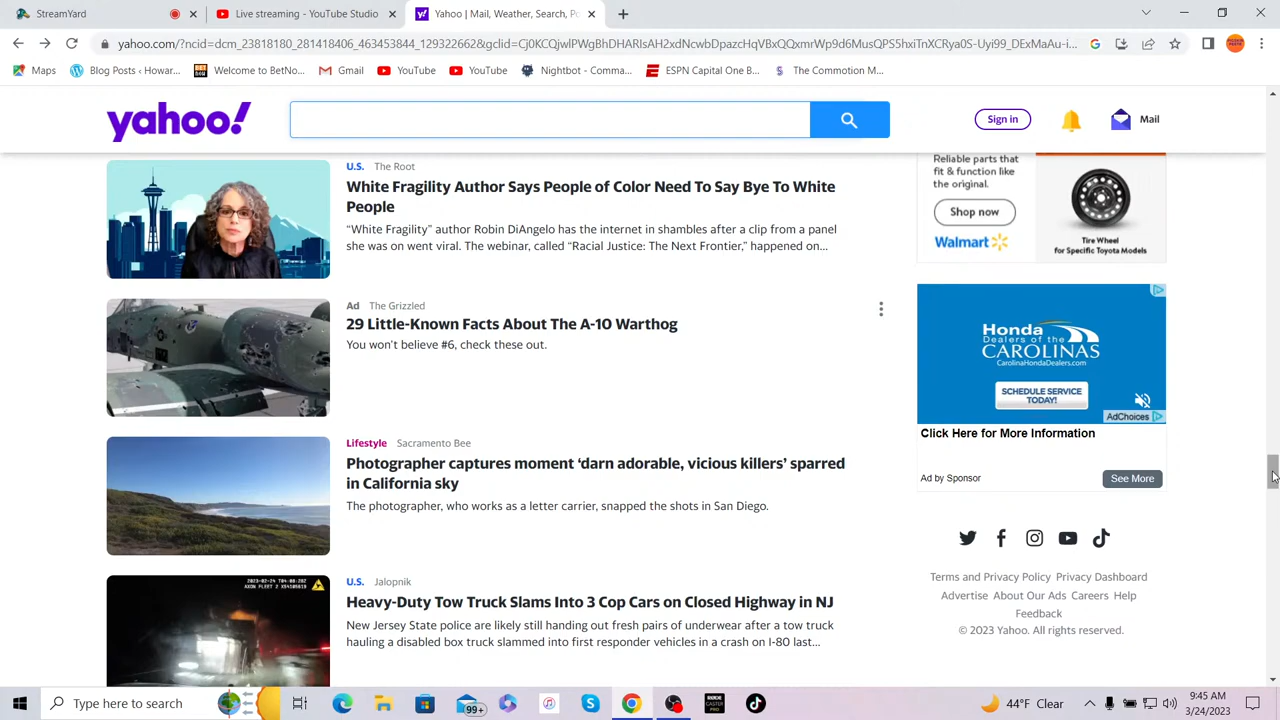 StreamYard
Live streaming - YouTube Studio
Yahoo | Mail, Weather, Search, Po
yahoo.com/?ncid=dcm_23818180_281418406_463453844_129322662&gclid=
Maps
Blog Posts ‹ Howar...
Welcome to BetNo...
Gmail
YouTube
YouTube
Nightbot - Comma...
ESPN Capital One B...
The Commotion M...
yahoo!
Sign in
Mail
U.S. The Root
White Fragility Author Says People of Color Need To Say Bye To White
People
“White Fragility” author Robin DiAngelo has the internet in shambles after a clip from a panel
she was on went viral. The webinar, called “Racial Justice: The Next Frontier,” happened on...
Ad The Grizzled
29 Little-Known Facts About The A-10 Warthog
You won't believe #6, check these out.
Lifestyle Sacramento Bee
Photographer captures moment ‘darn adorable, vicious killers’ sparred
in California sky
The photographer, who works as a letter carrier, snapped the shots in San Diego.
U.S. Jalopnik
Heavy-Duty Tow Truck Slams Into 3 Cop Cars on Closed Highway in NJ
New Jersey State police are likely still handing out fresh pairs of underwear after a tow truck
hauling a disabled box truck slammed into first responder vehicles in a crash on I-80 last...
Reliable parts that
fit & function like
the original.
Shop now
Walmart
Tire Wheel
for Specific Toyota Models
Honda
Dealers of the
CAROLINAS
CarolinaHondaDealers.com
SCHEDULE SERVICE
TODAY!
AdChoices
Click Here for More Information
Ad by Sponsor
See More
Terms and Privacy Policy Privacy Dashboard
Advertise About Our Ads Careers Help
Feedback
© 2023 Yahoo. All rights reserved.
Type here to search
99+
44°F Clear
9:45 AM
3/24/2023